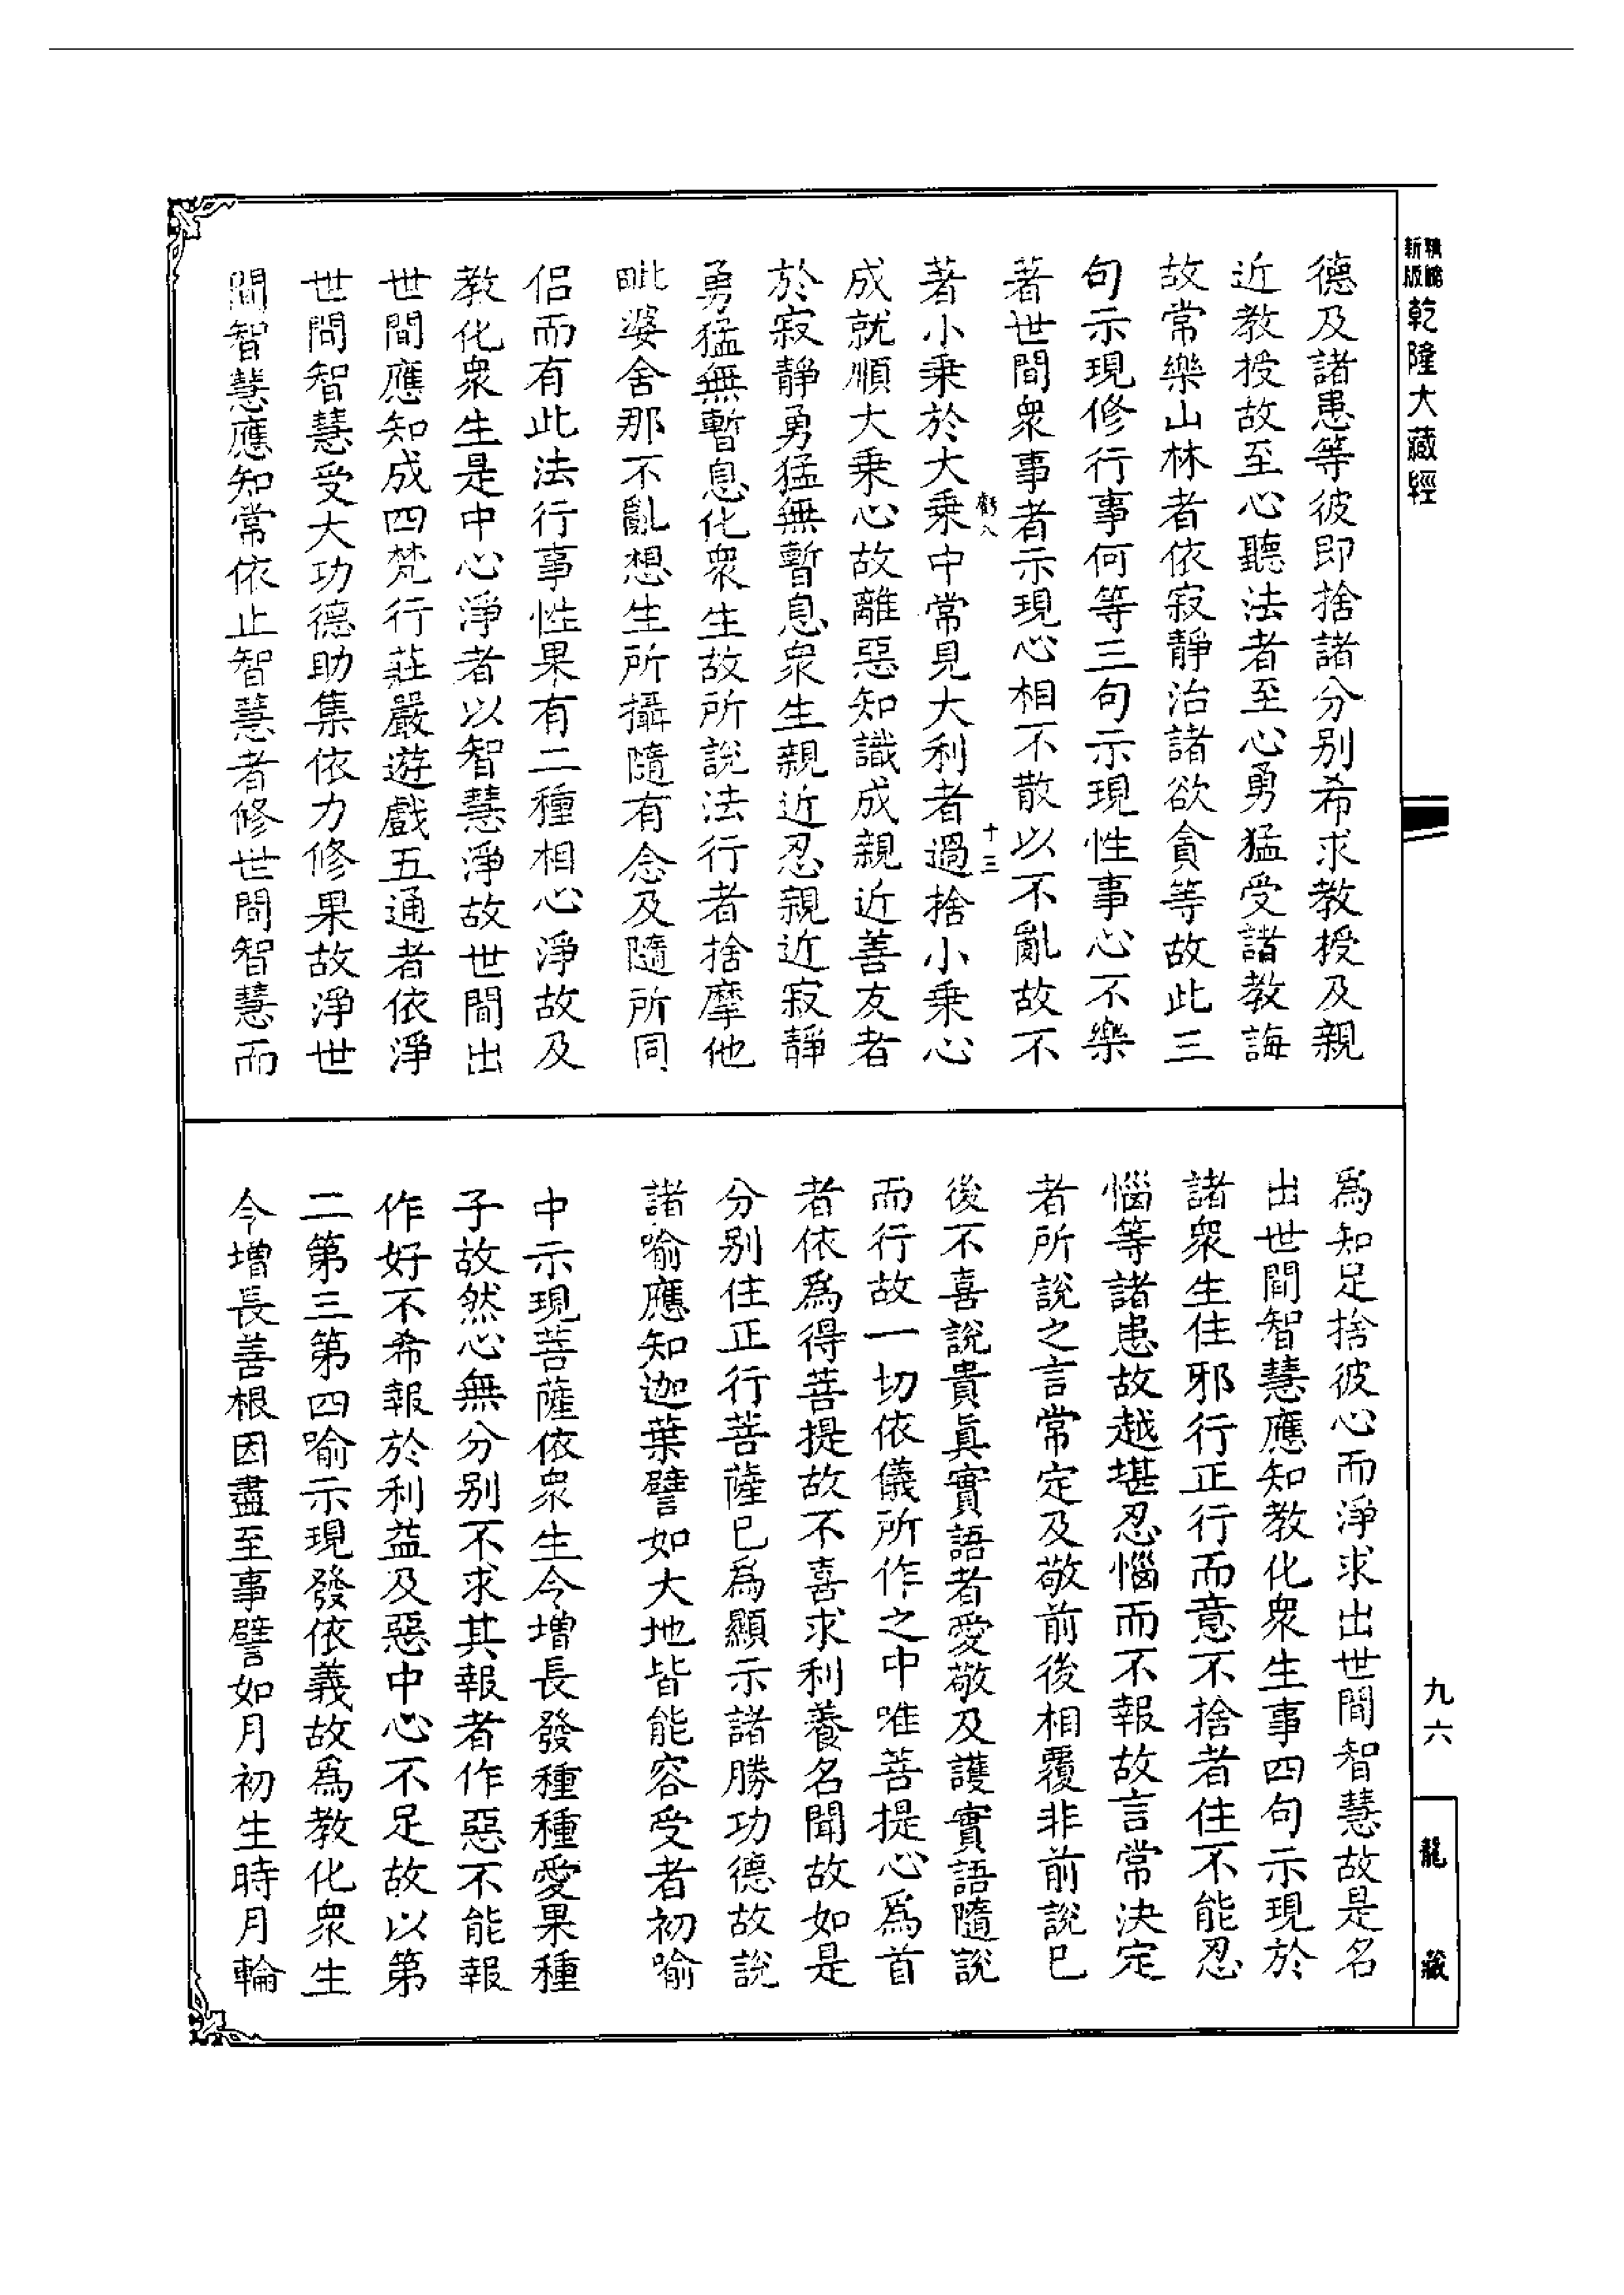 新版
乾隆大藏經
德及諸患等彼即捨諸分別希求教授及親
近教授故至心聽法者至心勇猛受諸教誨
故常樂山林者依寂靜治諸欲貪等故此三
句示現修行事何等三句示現性事心不樂
著世間衆事者示現心相不散以不亂故不
著小乘於大乘中常見大利者過捨小乘心
十三
成就順大乘心故離惡知識成親近善友者
於寂靜勇猛無暫息衆生親近忍親近寂靜
勇猛無暫息化衆生故所說法行者捨摩他
毗婆舍那不亂想生所攝隨有念及隨所同
侣而有此法行事性果有二種相心淨故及
教化衆生是中心淨者以智慧淨故世間出
世間應知成四梵行莊嚴遊戲五通者依淨
世間智慧受大功德助集依力修果故淨世
間智慧應知常依止智慧者修世間智慧而
爲知足捨彼心而淨求出世間智慧故是名
出世間智慧應知教化衆生事四句示現於
諸衆生住邪行正行而意不捨者住不能忍
惱等諸患故越堪忍惱而不報故言常決定
者所說之言常定及敬前後相覆非前說已
後不喜說貴眞實語者愛敬及護實語隨說
而行故一切依儀所作之中唯菩提心爲首
者依爲得菩提故不喜求利養名聞故如是
分别住正行菩薩已爲顯示諸勝功德故說
諸喻應知迦葉譬如大地皆能容受者初喻
中示現菩薩依衆生令增長發種種愛果種
子故然心無分别不求其報者作惡不能報
作好不希報於利益及惡中心不足故以第
二第三第四喻示現發依義故爲教化衆生
令增長善根因盡至事譬如月初生時月輪
九六
龍藏